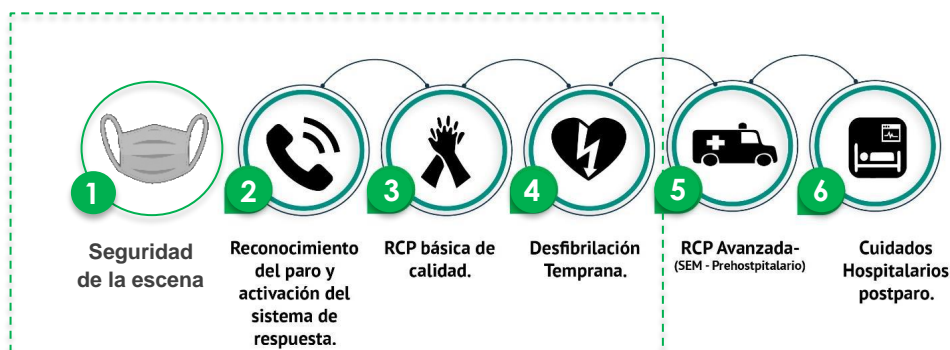 1
Seguridad
de la escena
2
Reconocimiento
del paro y
activación del
sistema de
respuesta.
3
RCP básica de
calidad.
4
Desfibrilación
Temprana.
5
RCP Avanzada-
(SEM - Prehostpitalario)
6
Cuidados
Hospitalarios
postparo.